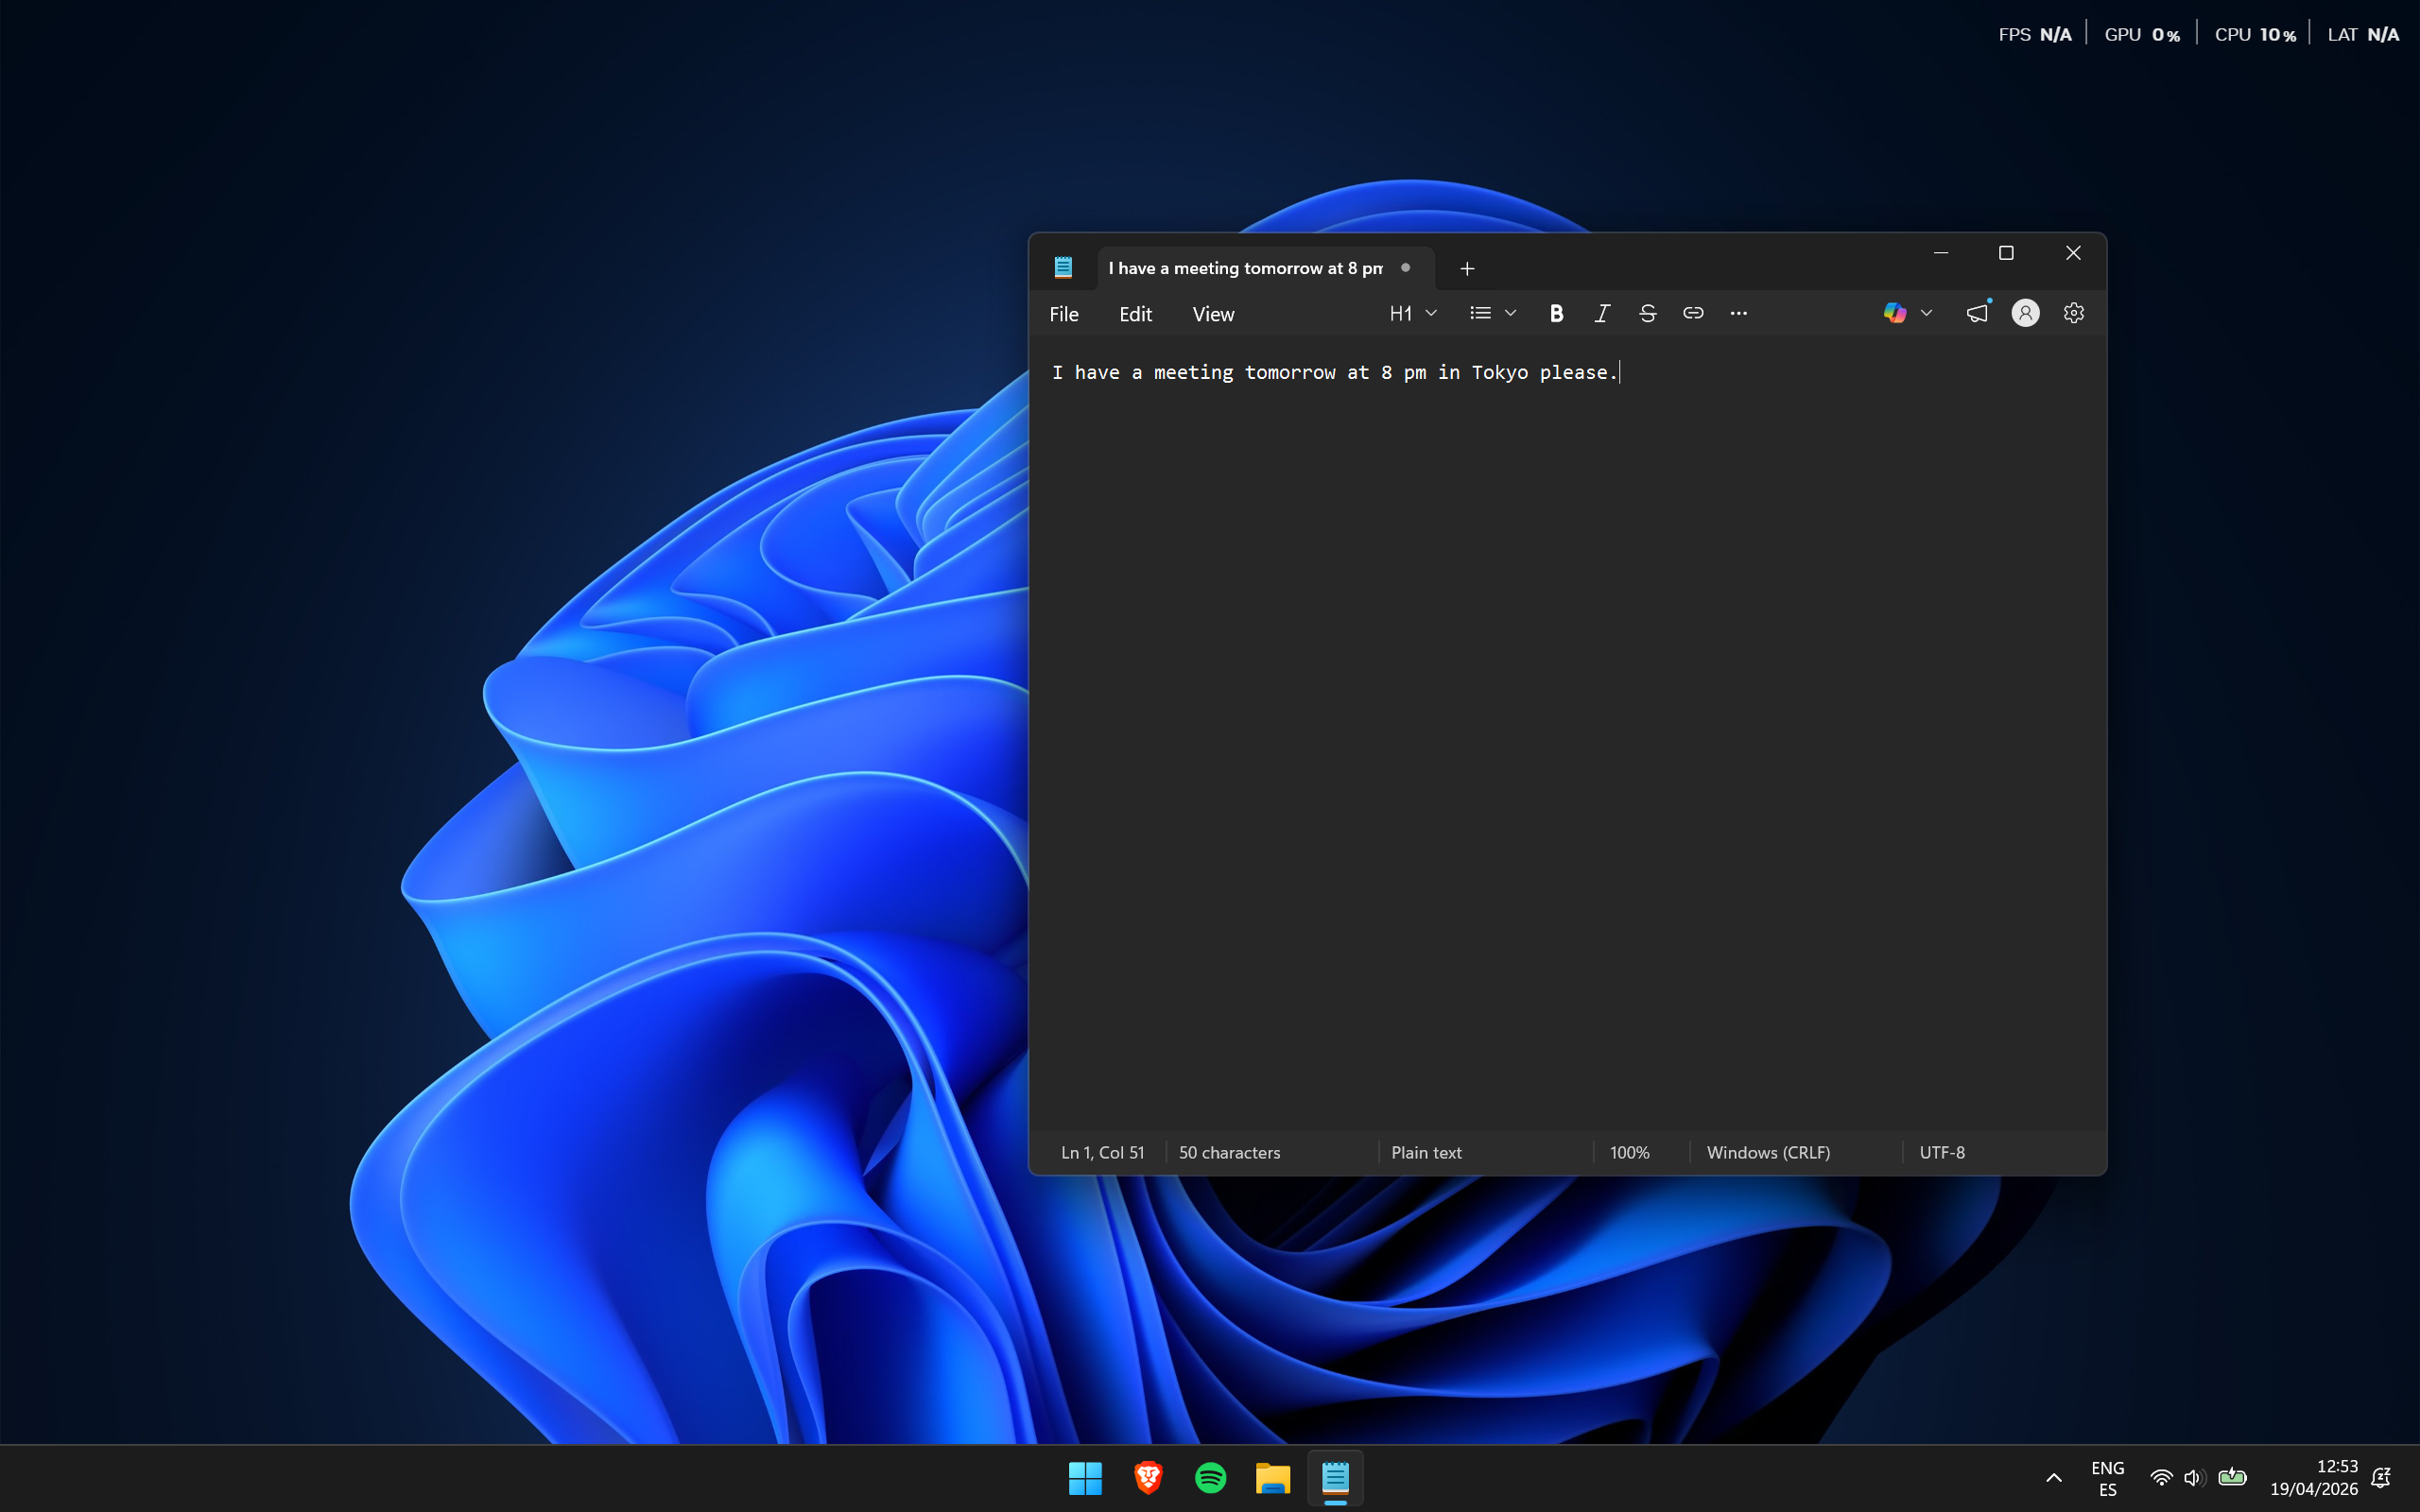 FPS N/A GPU 0% CPU 10% LAT N/A
I have a meeting tomorrow at 8 pm
File Edit View H1
I have a meeting tomorrow at 8 pm in Tokyo please.
Ln 1, Col 51 50 characters Plain text 100% Windows (CRLF) UTF-8
ENG 12:53
ES 19/04/2026